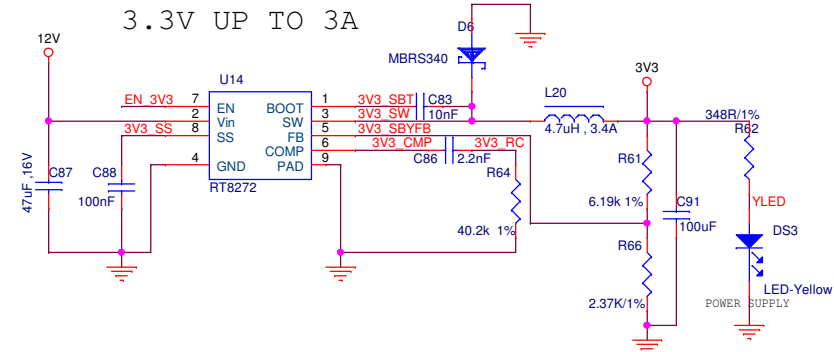 3.3V UP TO 3A
12V
D6
MBRS340
3V3
U14
L20
EN_3V3
7
EN
BOOT
1
3V3_SBT
C83
10nF
2
Vin
SW
3
3V3_SW
4.7uH , 3.4A
348R/1%
R62
3V3_SS
8
SS
FB
5
3V3_SBYFB
COMP
6
3V3_CMP
3V3_RC
4
GND
PAD
9
C86
2.2nF
RT8272
47uF ,16V
C87
C88
100nF
R64
40.2k 1%
R61
6.19k 1%
C91
100uF
YLED
DS3
R66
2.37K/1%
LED-Yellow
POWER SUPPLY